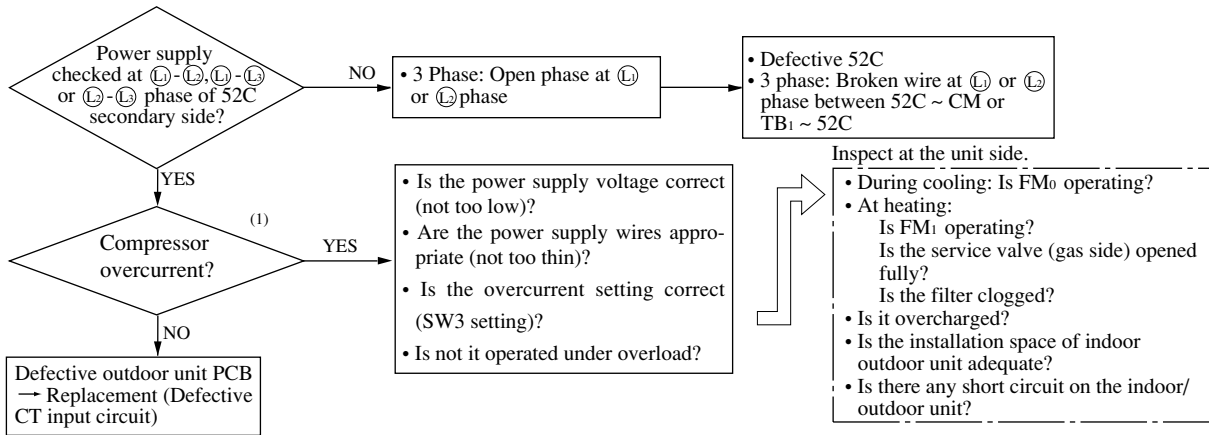 Power supply
checked at Ⓛ₁-Ⓛ₂,Ⓛ₁-Ⓛ₃
or Ⓛ₂-Ⓛ₃ phase of 52C
secondary side?
NO
• 3 Phase: Open phase at Ⓛ₁
or Ⓛ₂ phase
• Defective 52C
• 3 phase: Broken wire at Ⓛ₁ or Ⓛ₂
phase between 52C ~ CM or
TB₁ ~ 52C
YES
(1)
Compressor
overcurrent?
YES
• Is the power supply voltage correct
(not too low)?
• Are the power supply wires appro-
priate (not too thin)?
• Is the overcurrent setting correct
(SW3 setting)?
• Is not it operated under overload?
Inspect at the unit side.
• During cooling: Is FM₀ operating?
• At heating:
Is FM₁ operating?
Is the service valve (gas side) opened
fully?
Is the filter clogged?
• Is it overcharged?
• Is the installation space of indoor
outdoor unit adequate?
• Is there any short circuit on the indoor/
outdoor unit?
NO
Defective outdoor unit PCB
→ Replacement (Defective
CT input circuit)